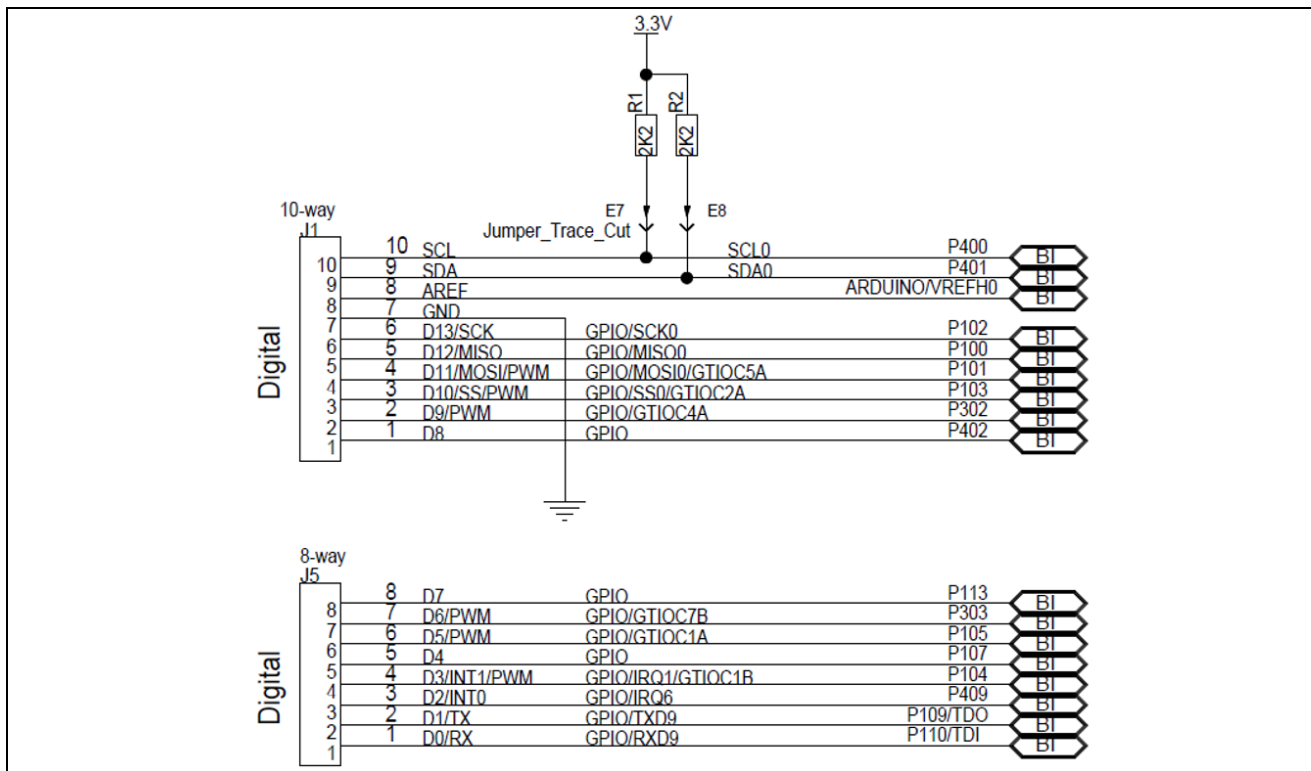 3.3V
R1 R2
2K2 2K2
10-way
J1
E7 E8
Jumper_Trace_Cut
Digital
10 10 SCL SCL0 P400 BI
9 9 SDA SDA0 P401 BI
8 8 AREF ARDUINO/VREFH0 BI
7 7 GND
6 6 D13/SCK GPIO/SCK0 P102 BI
5 5 D12/MISO GPIO/MISO0 P100 BI
4 4 D11/MOSI/PWM GPIO/MOSI0/GTIOC5A P101 BI
3 3 D10/SS/PWM GPIO/SS0/GTIOC2A P103 BI
2 2 D9/PWM GPIO/GTIOC4A P302 BI
1 1 D8 GPIO P402 BI
8-way
J5
Digital
8 8 D7 GPIO P113 BI
7 7 D6/PWM GPIO/GTIOC7B P303 BI
6 6 D5/PWM GPIO/GTIOC1A P105 BI
5 5 D4 GPIO P107 BI
4 4 D3/INT1/PWM GPIO/IRQ1/GTIOC1B P104 BI
3 3 D2/INT0 GPIO/IRQ6 P409 BI
2 2 D1/TX GPIO/TXD9 P109/TDO BI
1 1 D0/RX GPIO/RXD9 P110/TDI BI